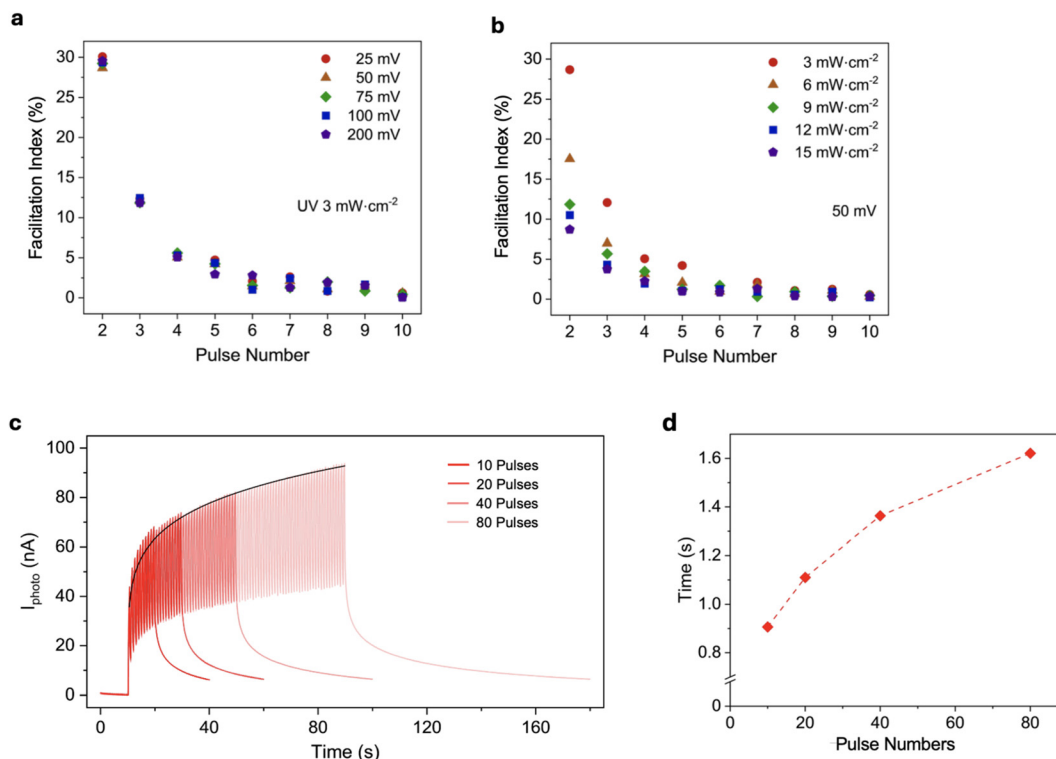 a
Facilitation Index (%)
30
25
20
15
10
5
0
25 mV
50 mV
75 mV
100 mV
200 mV
UV 3 mW·cm⁻²
2 3 4 5 6 7 8 9 10
Pulse Number
b
Facilitation Index (%)
30
25
20
15
10
5
0
3 mW·cm⁻²
6 mW·cm⁻²
9 mW·cm⁻²
12 mW·cm⁻²
15 mW·cm⁻²
50 mV
2 3 4 5 6 7 8 9 10
Pulse Number
c
I_photo (nA)
100
80
60
40
20
0
10 Pulses
20 Pulses
40 Pulses
80 Pulses
0 40 80 120 160
Time (s)
d
Time (s)
1.6
1.4
1.2
1.0
0.8
0
0 20 40 60 80
Pulse Numbers